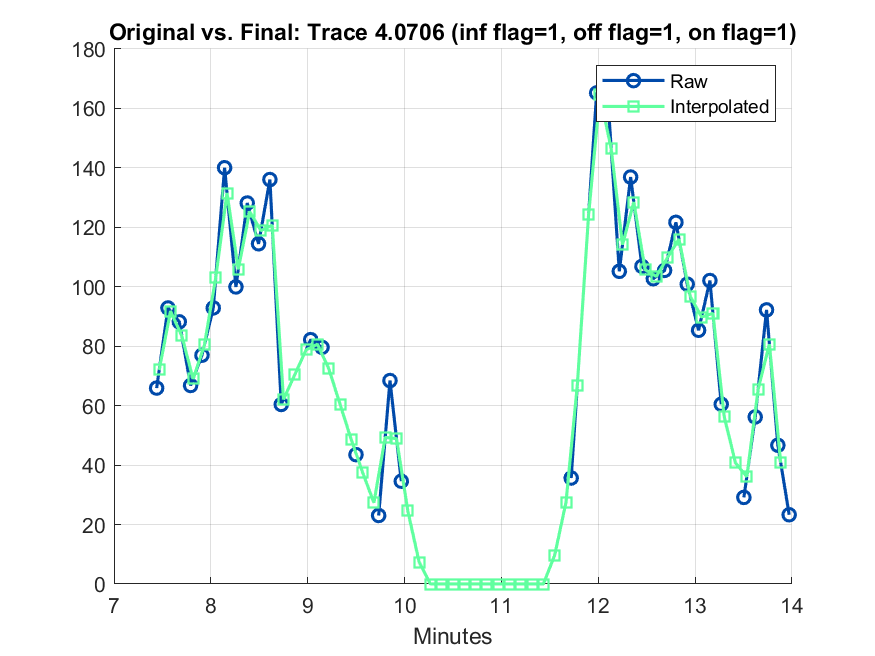 Original vs. Final: Trace 4.0706 (inf flag=1, off flag=1, on flag=1)
180
160
140
120
100
80
60
40
20
0
Raw
Interpolated
7 8 9 10 11 12 13 14
Minutes